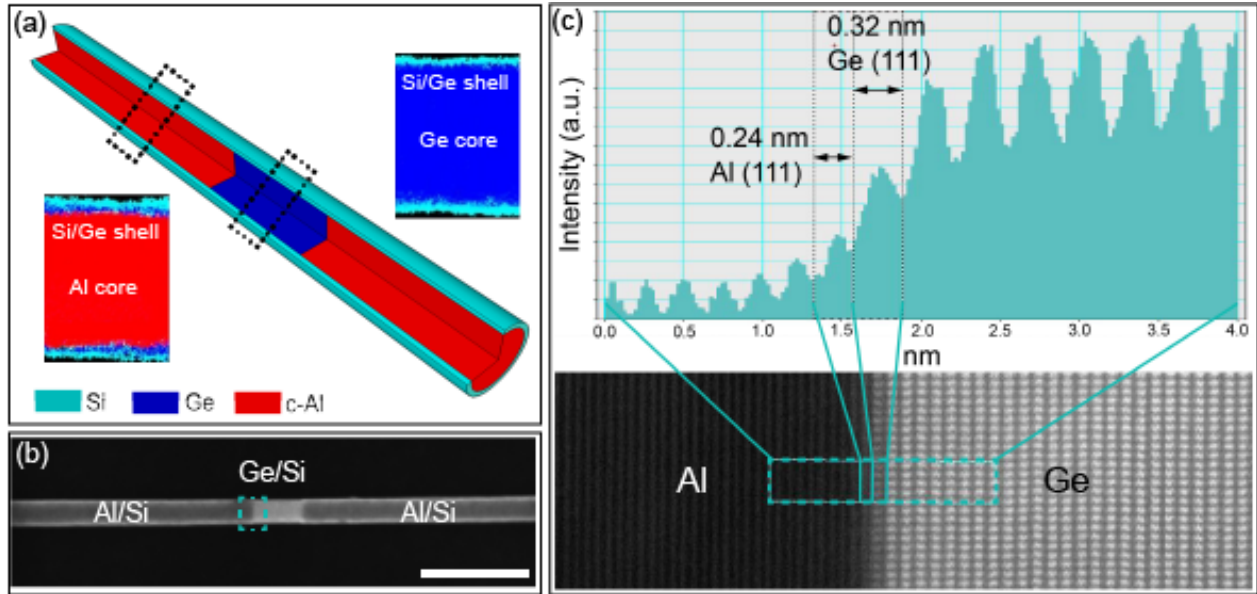 (a)
Si/Ge shell
Ge core
Si/Ge shell
Al core
Si
Ge
c-Al
(b)
Ge/Si
Al/Si
Al/Si
(c)
0.32 nm
Ge (111)
0.24 nm
Al (111)
Intensity (a.u.)
0.0 0.5 1.0 1.5 2.0 2.5 3.0 3.5 4.0
nm
Al
Ge